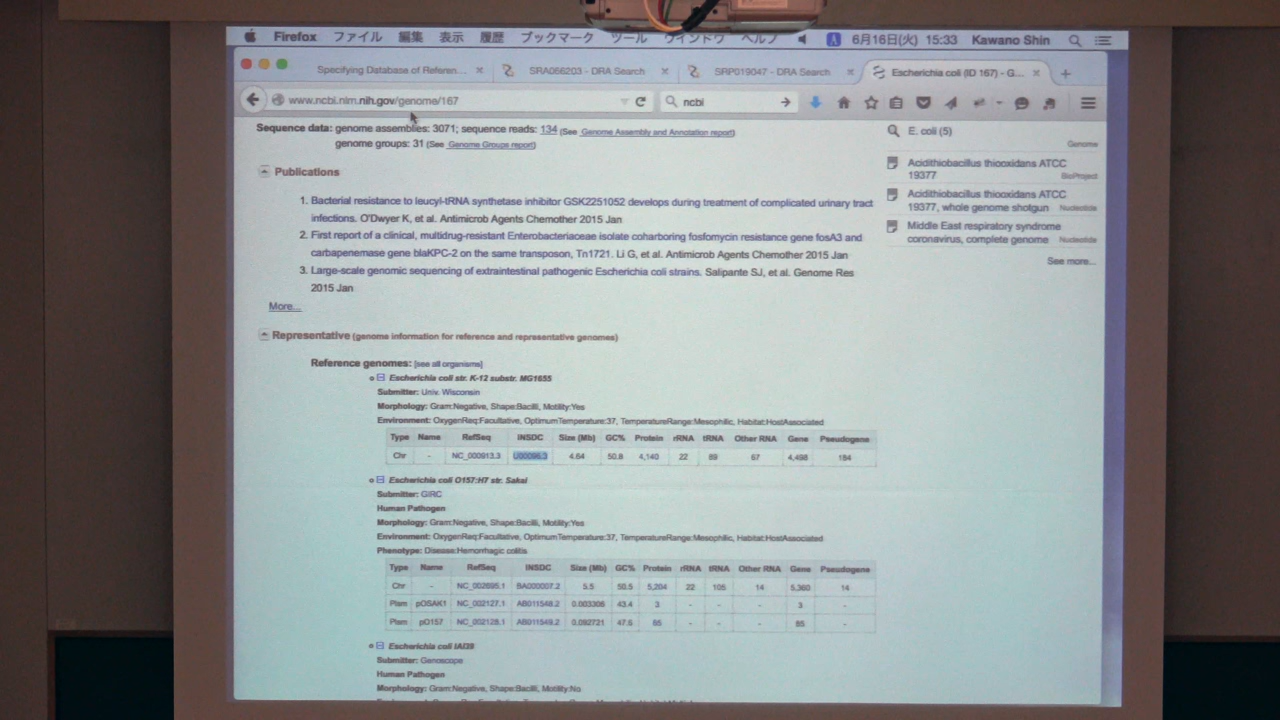 Firefox ファイル 編集 表示 履歴 ブックマーク ツール ウインドウ ヘルプ A 6月16日(火) 15:33 Kawano Shin
Specifying Database of Referen... × SRA066203 - DRA Search × SRP019047 - DRA Search × Escherichia coli (ID 167) - G... × +
www.ncbi.nlm.nih.gov/genome/167 ncbi
Sequence data: genome assemblies: 3071; sequence reads: 134 (See Genome Assembly and Annotation report)
genome groups: 31 (See Genome Groups report)
Publications
1. Bacterial resistance to leucyl-tRNA synthetase inhibitor GSK2251052 develops during treatment of complicated urinary tract
infections. O'Dwyer K, et al. Antimicrob Agents Chemother 2015 Jan
2. First report of a clinical, multidrug-resistant Enterobacteriaceae isolate coharboring fosfomycin resistance gene fosA3 and
carbapenemase gene blaKPC-2 on the same transposon, Tn1721. Li G, et al. Antimicrob Agents Chemother 2015 Jan
3. Large-scale genomic sequencing of extraintestinal pathogenic Escherichia coli strains. Salipante SJ, et al. Genome Res
2015 Jan
More...
Representative (genome information for reference and representative genomes)
Reference genomes: [see all organisms]
Escherichia coli str. K-12 substr. MG1655
Submitter: Univ. Wisconsin
Morphology: Gram:Negative, Shape:Bacilli, Motility:Yes
Environment: OxygenReq:Facultative, OptimumTemperature:37, TemperatureRange:Mesophilic, Habitat:HostAssociated
Type Name RefSeq INSDC Size (Mb) GC% Protein rRNA tRNA Other RNA Gene Pseudogene
Chr - NC_000913.3 U00096.3 4.64 50.8 4,140 22 89 67 4,498 184
Escherichia coli O157:H7 str. Sakai
Submitter: GIRC
Human Pathogen
Morphology: Gram:Negative, Shape:Bacilli, Motility:Yes
Environment: OxygenReq:Facultative, OptimumTemperature:37, TemperatureRange:Mesophilic, Habitat:HostAssociated
Phenotype: Disease:Hemorrhagic colitis
Type Name RefSeq INSDC Size (Mb) GC% Protein rRNA tRNA Other RNA Gene Pseudogene
Chr - NC_002695.1 BA000007.2 5.5 50.5 5,204 22 105 14 5,360 14
Plsm pOSAK1 NC_002127.1 AB011548.2 0.003306 43.4 3 - - - 3 -
Plsm pO157 NC_002128.1 AB011549.2 0.092721 47.6 85 - - - 85 -
Escherichia coli IAI39
Submitter: Genoscope
Human Pathogen
Morphology: Gram:Negative, Shape:Bacilli, Motility:No
E. coli (5)
Genome
Acidithiobacillus thiooxidans ATCC
19377 BioProject
Acidithiobacillus thiooxidans ATCC
19377, whole genome shotgun Nucleotide
Middle East respiratory syndrome
coronavirus, complete genome Nucleotide
See more...